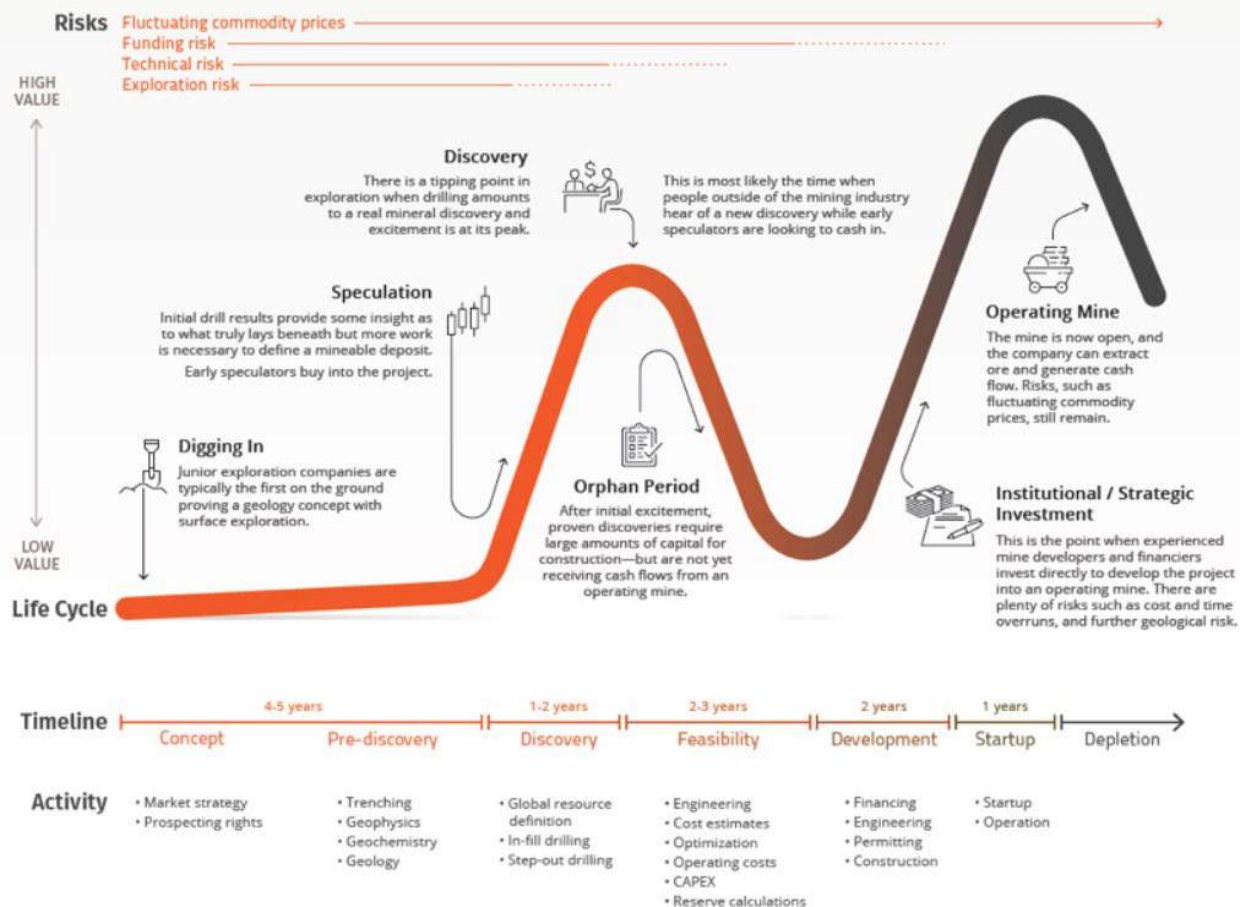 Risks
Fluctuating commodity prices
Funding risk
Technical risk
Exploration risk
HIGH
VALUE
LOW
VALUE
Life Cycle
Digging In
Junior exploration companies are
typically the first on the ground
proving a geology concept with
surface exploration.
Speculation
Initial drill results provide some insight as
to what truly lays beneath but more work
is necessary to define a mineable deposit.
Early speculators buy into the project.
Discovery
There is a tipping point in
exploration when drilling amounts
to a real mineral discovery and
excitement is at its peak.
$
This is most likely the time when
people outside of the mining industry
hear of a new discovery while early
speculators are looking to cash in.
Orphan Period
After initial excitement,
proven discoveries require
large amounts of capital for
construction—but are not yet
receiving cash flows from an
operating mine.
Operating Mine
The mine is now open, and
the company can extract
ore and generate cash
flow. Risks, such as
fluctuating commodity
prices, still remain.
Institutional / Strategic
Investment
This is the point when experienced
mine developers and financiers
invest directly to develop the project
into an operating mine. There are
plenty of risks such as cost and time
overruns, and further geological risk.
Timeline
4-5 years
1-2 years
2-3 years
2 years
1 years
Concept
Pre-discovery
Discovery
Feasibility
Development
Startup
Depletion
Activity
• Market strategy
• Prospecting rights
• Trenching
• Geophysics
• Geochemistry
• Geology
• Global resource
definition
• In-fill drilling
• Step-out drilling
• Engineering
• Cost estimates
• Optimization
• Operating costs
• CAPEX
• Reserve calculations
• Financing
• Engineering
• Permitting
• Construction
• Startup
• Operation